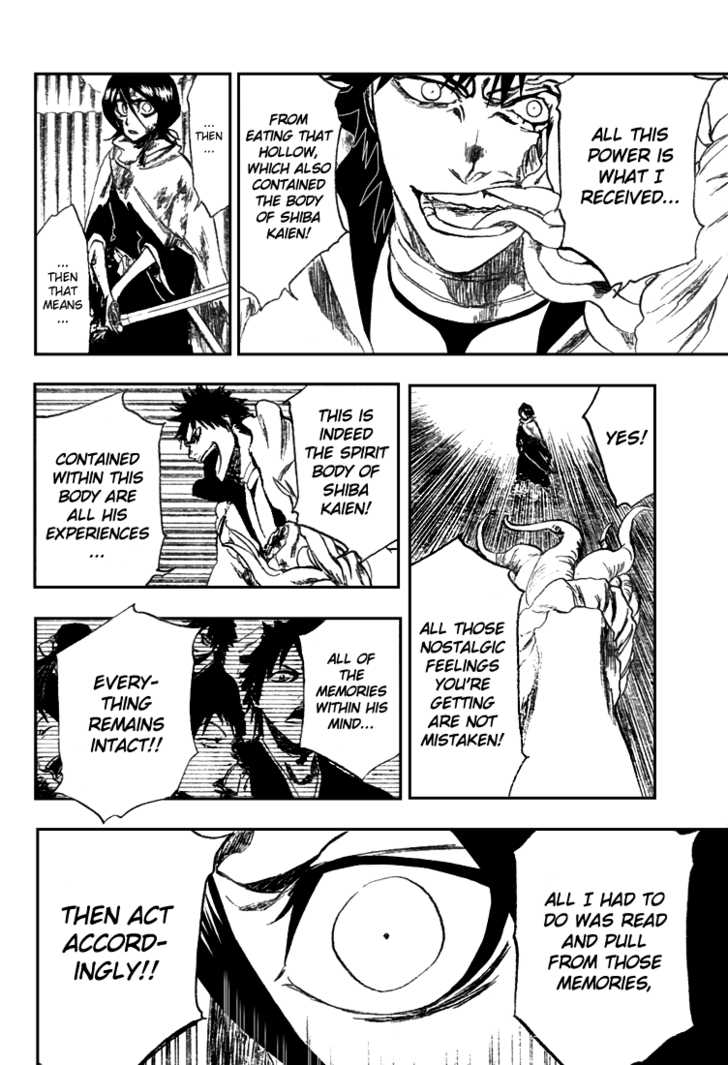 ALL THIS
POWER IS
WHAT I
RECEIVED...
FROM
EATING THAT
HOLLOW,
WHICH ALSO
CONTAINED
THE BODY
OF SHIBA
KAIEN!
...
THEN
...
...
THEN
THAT
MEANS
...
YES!
ALL THOSE
NOSTALGIC
FEELINGS
YOU'RE
GETTING
ARE NOT
MISTAKEN!
THIS IS
INDEED
THE SPIRIT
BODY OF
SHIBA
KAIEN!
CONTAINED
WITHIN THIS
BODY ARE
ALL HIS
EXPERIENCES
...
ALL OF
THE
MEMORIES
WITHIN HIS
MIND...
EVERY-
THING
REMAINS
INTACT!!
ALL I HAD TO
DO WAS READ
AND PULL
FROM THOSE
MEMORIES,
THEN ACT
ACCORD-
INGLY!!